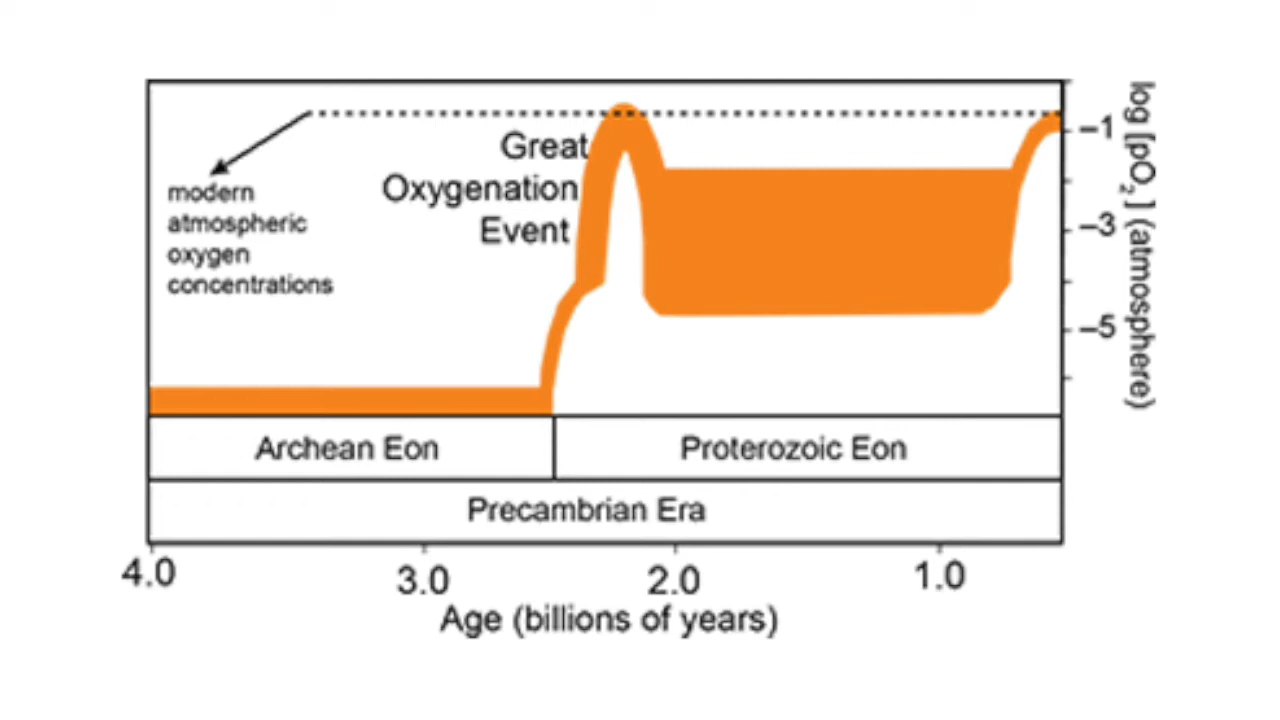 Great
Oxygenation
Event
modern
atmospheric
oxygen
concentrations
−1
−3
−5
log [pO₂] (atmosphere)
Archean Eon
Proterozoic Eon
Precambrian Era
4.0
3.0
2.0
1.0
Age (billions of years)